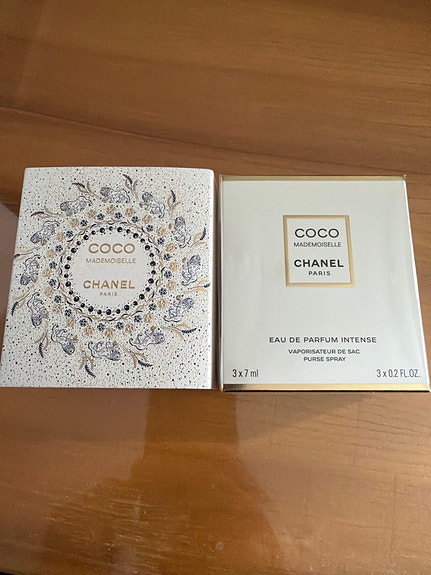 COCO
MADEMOISELLE
CHANEL
PARIS
COCO
MADEMOISELLE
CHANEL
PARIS
EAU DE PARFUM INTENSE
VAPORISATEUR DE SAC
PURSE SPRAY
3 x 7 ml 3 x 0.2 FL.OZ.